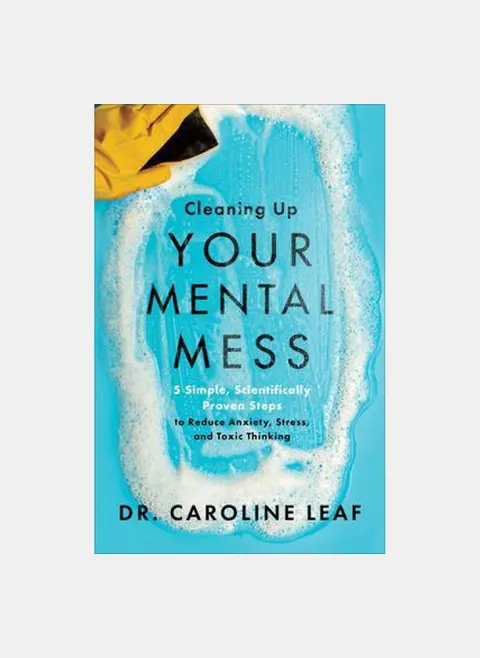 Cleaning Up
YOUR
MENTAL
MESS
5 Simple, Scientifically
Proven Steps
to Reduce Anxiety, Stress,
and Toxic Thinking
DR. CAROLINE LEAF